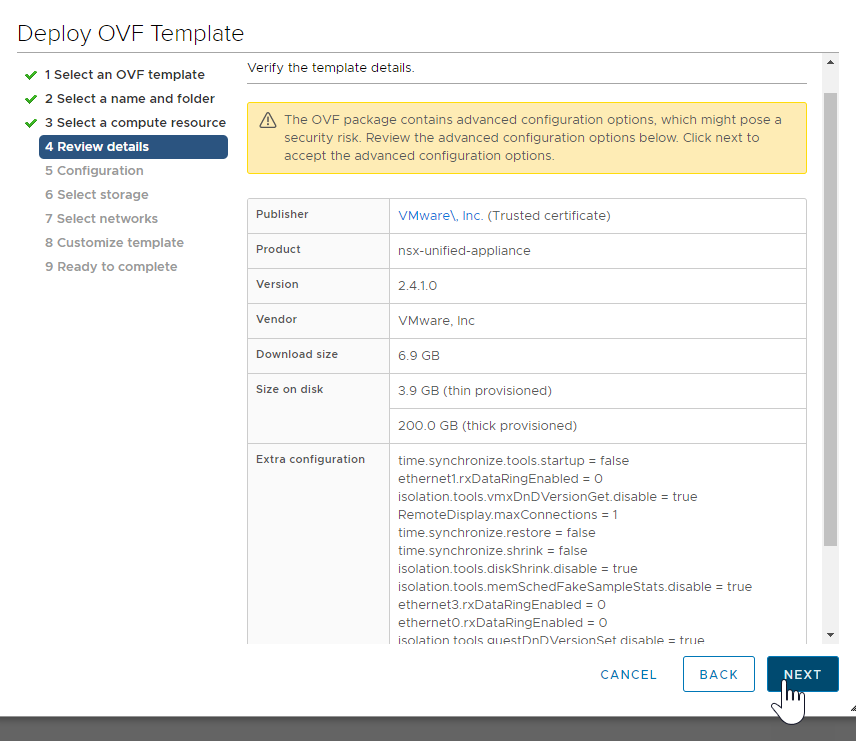 Deploy OVF Template
1 Select an OVF template
2 Select a name and folder
3 Select a compute resource
4 Review details
5 Configuration
6 Select storage
7 Select networks
8 Customize template
9 Ready to complete
Verify the template details.
The OVF package contains advanced configuration options, which might pose a
security risk. Review the advanced configuration options below. Click next to
accept the advanced configuration options.
Publisher VMware\, Inc. (Trusted certificate)
Product nsx-unified-appliance
Version 2.4.1.0
Vendor VMware, Inc
Download size 6.9 GB
Size on disk 3.9 GB (thin provisioned)
200.0 GB (thick provisioned)
Extra configuration time.synchronize.tools.startup = false
ethernet1.rxDataRingEnabled = 0
isolation.tools.vmxDnDVersionGet.disable = true
RemoteDisplay.maxConnections = 1
time.synchronize.restore = false
time.synchronize.shrink = false
isolation.tools.diskShrink.disable = true
isolation.tools.memSchedFakeSampleStats.disable = true
ethernet3.rxDataRingEnabled = 0
ethernet0.rxDataRingEnabled = 0
isolation.tools.guestDnDVersionSet.disable = true
CANCEL
BACK
NEXT